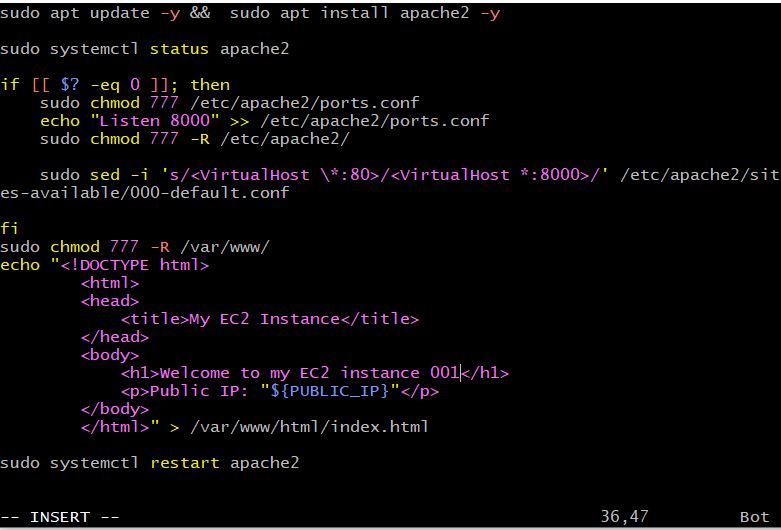 sudo apt update -y &&  sudo apt install apache2 -y
sudo systemctl status apache2
if [[ $? -eq 0 ]]; then
    sudo chmod 777 /etc/apache2/ports.conf
    echo "Listen 8000" >> /etc/apache2/ports.conf
    sudo chmod 777 -R /etc/apache2/
    sudo sed -i 's/<VirtualHost \*:80>/<VirtualHost *:8000>/' /etc/apache2/sit
es-available/000-default.conf
fi
sudo chmod 777 -R /var/www/
echo "<!DOCTYPE html>
        <html>
        <head>
            <title>My EC2 Instance</title>
        </head>
        <body>
            <h1>Welcome to my EC2 instance 001</h1>
            <p>Public IP: "${PUBLIC_IP}"</p>
        </body>
        </html>" > /var/www/html/index.html
sudo systemctl restart apache2
-- INSERT -- 36,47 Bot